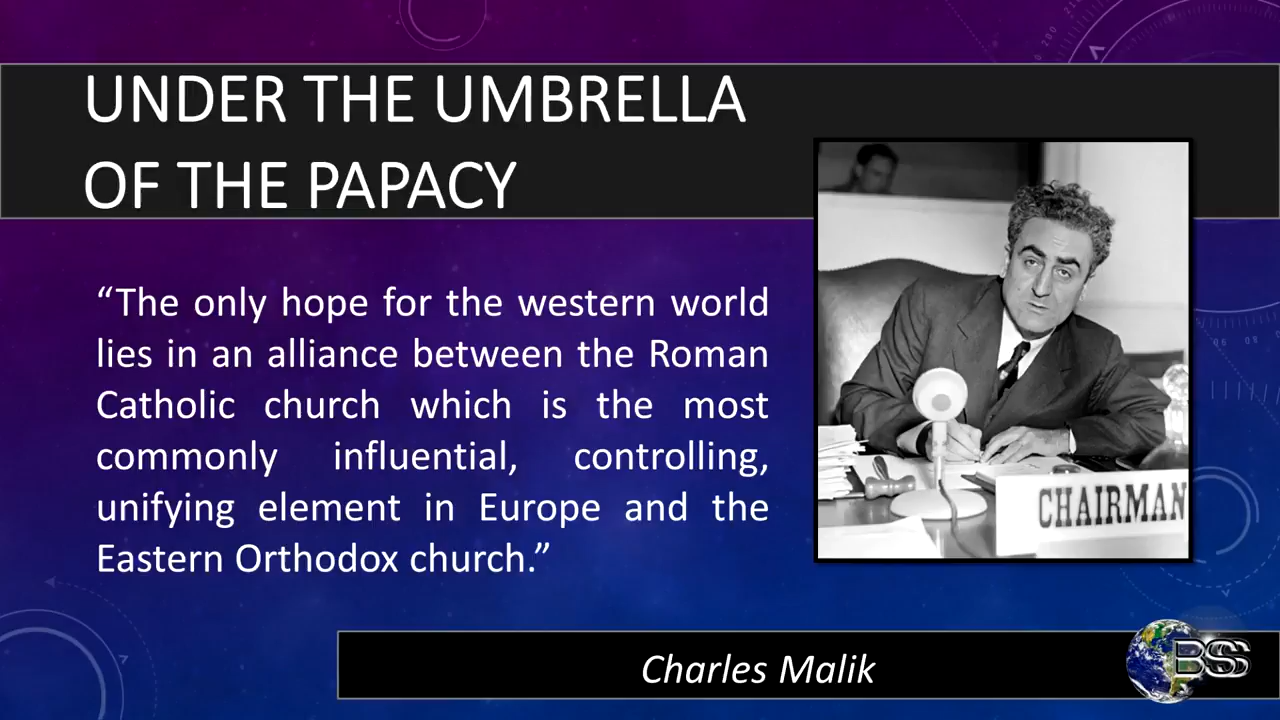 UNDER THE UMBRELLA
OF THE PAPACY
“The only hope for the western world
lies in an alliance between the Roman
Catholic church which is the most
commonly influential, controlling,
unifying element in Europe and the
Eastern Orthodox church.”
CHAIRMAN
Charles Malik
BSS